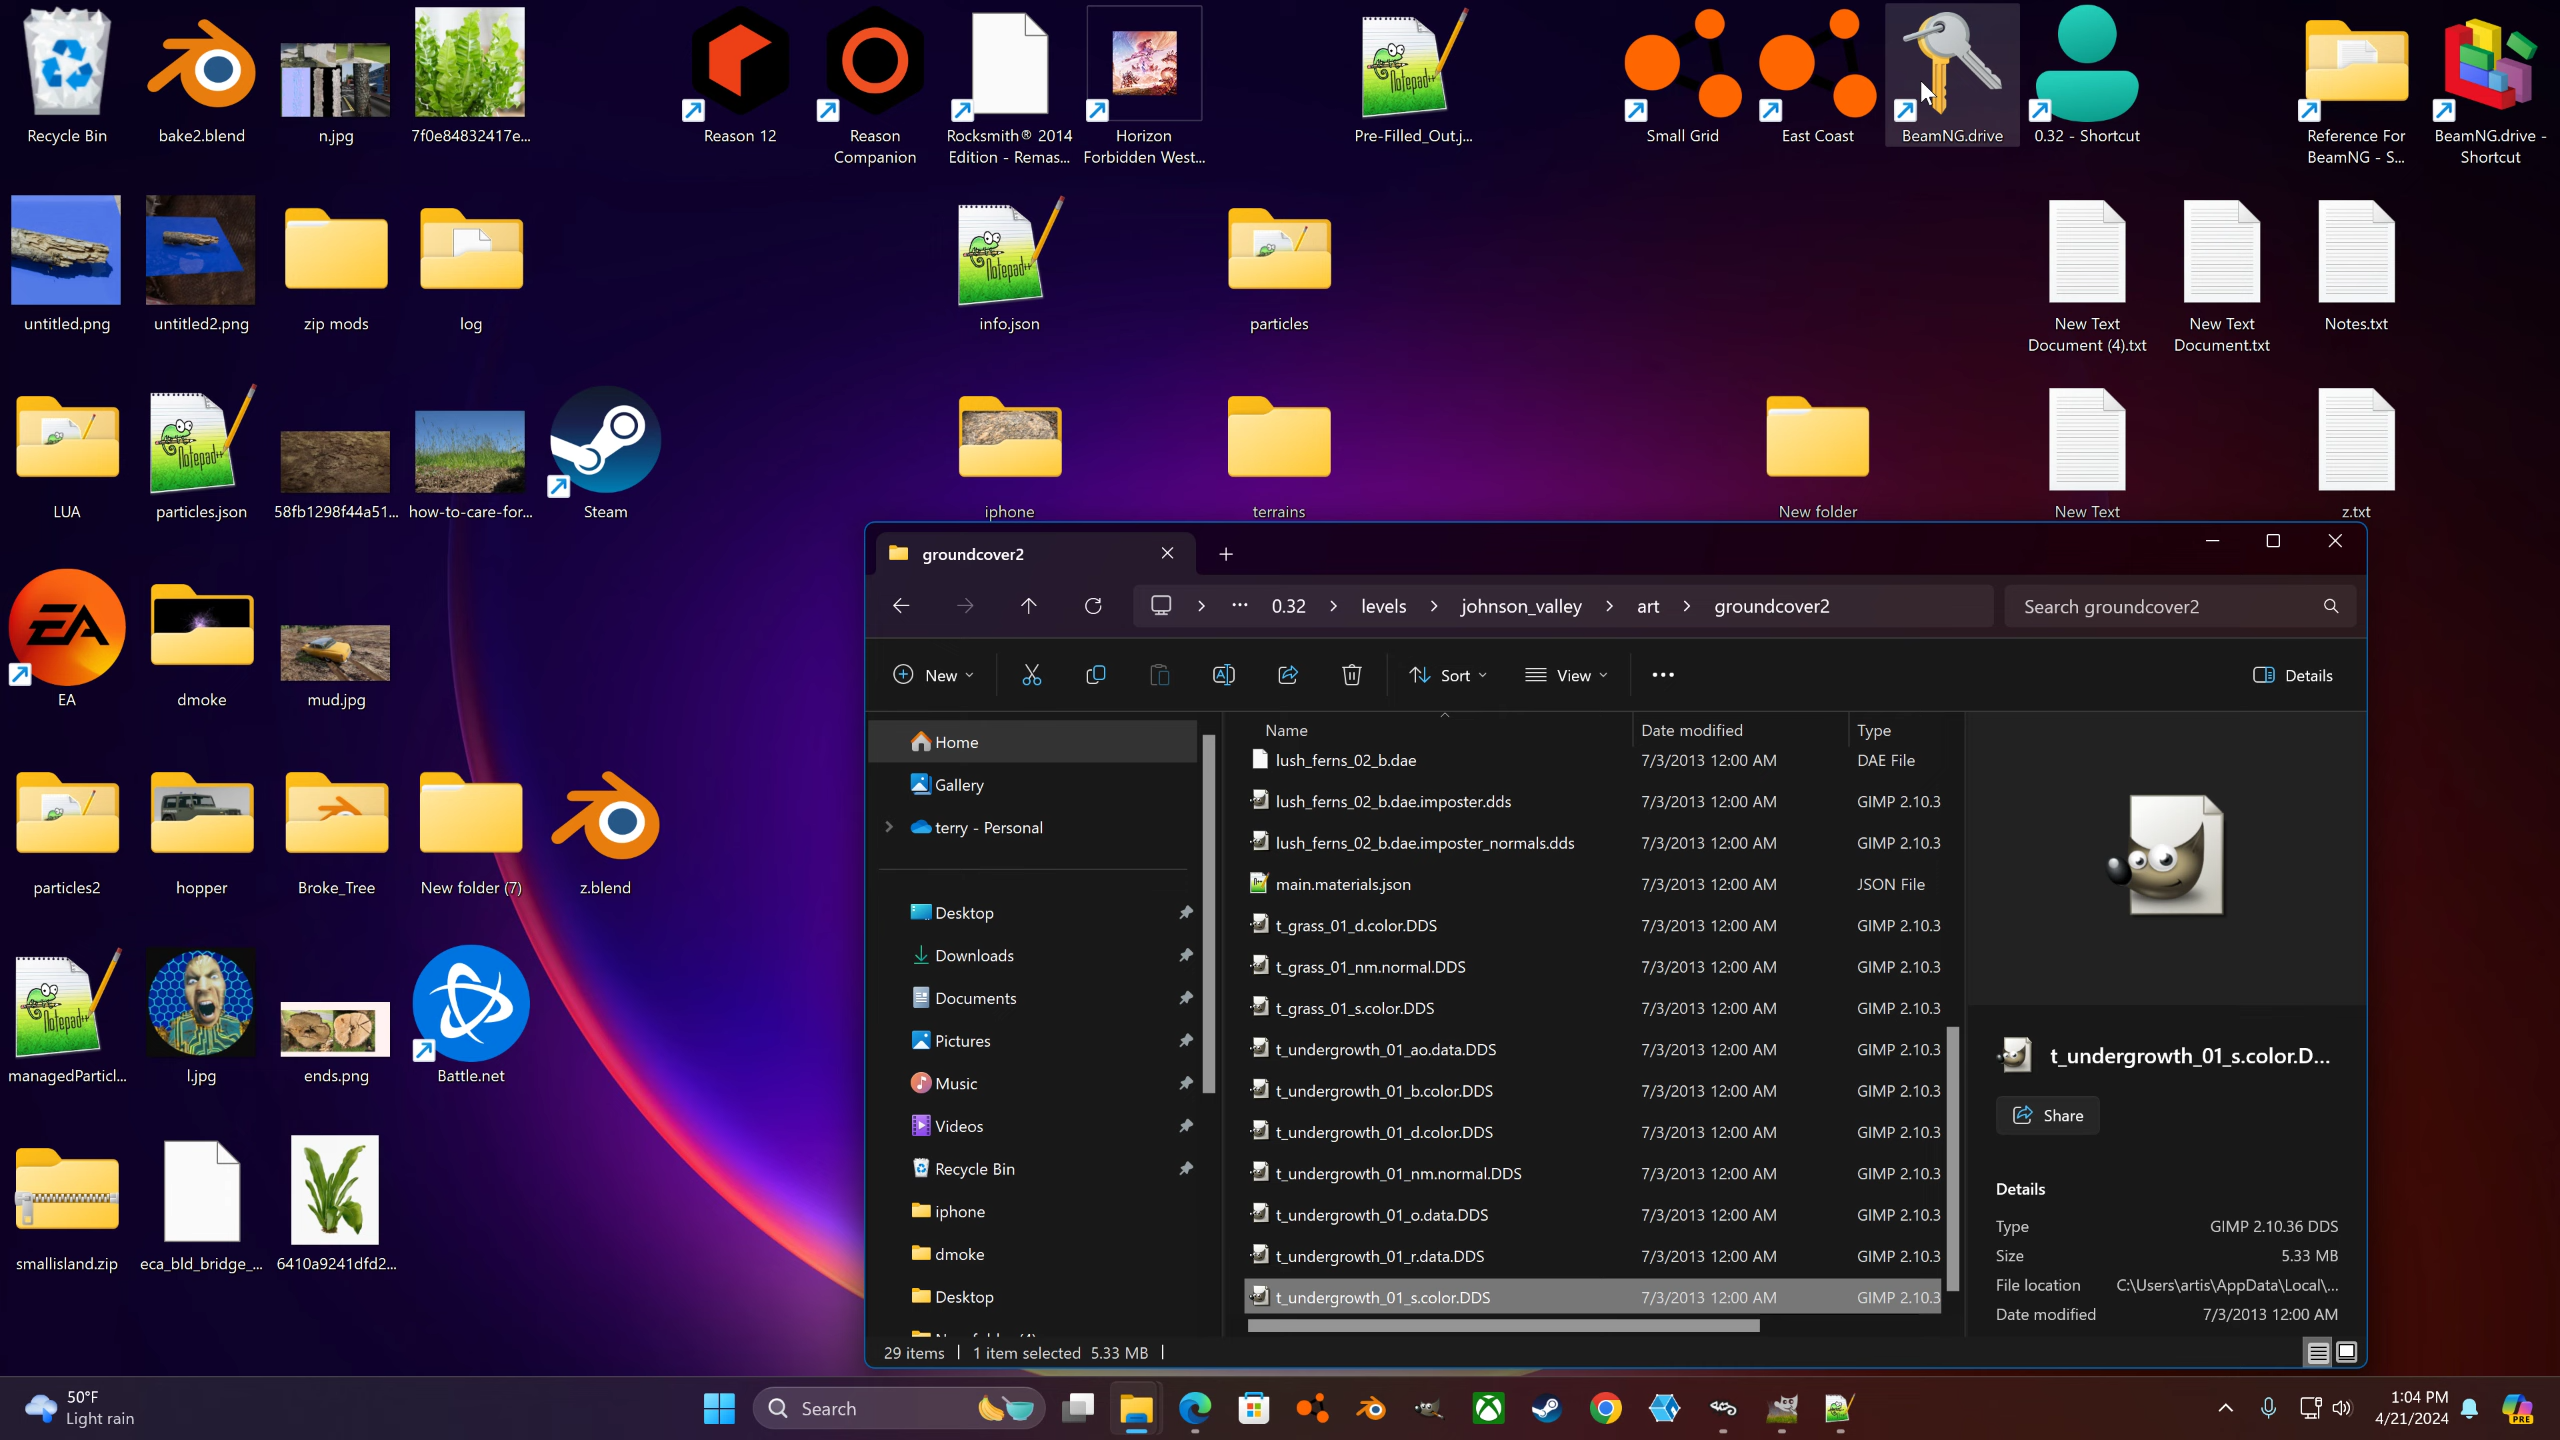 Recycle Bin
bake2.blend
n.jpg
7f0e84832417e...
Reason 12
Reason
Companion
Rocksmith® 2014
Edition - Remas...
Horizon
Forbidden West...
Pre-Filled_Out.j...
Small Grid
East Coast
BeamNG.drive
0.32 - Shortcut
Reference For
BeamNG - S...
BeamNG.drive -
Shortcut
untitled.png
untitled2.png
zip mods
log
Notepad++
info.json
particles
New Text
Document (4).txt
New Text
Document.txt
Notes.txt
LUA
Notepad++
particles.json
58fb1298f44a51...
how-to-care-for...
Steam
iphone
terrains
New folder
New Text
z.txt
EA
EA
dmoke
mud.jpg
particles2
hopper
Broke_Tree
New folder (7)
z.blend
Notepad++
managedParticl...
l.jpg
ends.png
Battle.net
smallisland.zip
eca_bld_bridge_...
6410a9241dfd2...
groundcover2
0.32
levels
johnson_valley
art
groundcover2
Search groundcover2
New
Sort
View
Details
Home
Gallery
terry - Personal
Desktop
Downloads
Documents
Pictures
Music
Videos
Recycle Bin
iphone
dmoke
Desktop
Name Date modified Type
lush_ferns_02_b.dae 7/3/2013 12:00 AM DAE File
lush_ferns_02_b.dae.imposter.dds 7/3/2013 12:00 AM GIMP 2.10.3
lush_ferns_02_b.dae.imposter_normals.dds 7/3/2013 12:00 AM GIMP 2.10.3
main.materials.json 7/3/2013 12:00 AM JSON File
t_grass_01_d.color.DDS 7/3/2013 12:00 AM GIMP 2.10.3
t_grass_01_nm.normal.DDS 7/3/2013 12:00 AM GIMP 2.10.3
t_grass_01_s.color.DDS 7/3/2013 12:00 AM GIMP 2.10.3
t_undergrowth_01_ao.data.DDS 7/3/2013 12:00 AM GIMP 2.10.3
t_undergrowth_01_b.color.DDS 7/3/2013 12:00 AM GIMP 2.10.3
t_undergrowth_01_d.color.DDS 7/3/2013 12:00 AM GIMP 2.10.3
t_undergrowth_01_nm.normal.DDS 7/3/2013 12:00 AM GIMP 2.10.3
t_undergrowth_01_o.data.DDS 7/3/2013 12:00 AM GIMP 2.10.3
t_undergrowth_01_r.data.DDS 7/3/2013 12:00 AM GIMP 2.10.3
t_undergrowth_01_s.color.DDS 7/3/2013 12:00 AM GIMP 2.10.3
t_undergrowth_01_s.color.D...
Share
Details
Type GIMP 2.10.36 DDS
Size 5.33 MB
File location C:\Users\artis\AppData\Local\...
Date modified 7/3/2013 12:00 AM
29 items 1 item selected 5.33 MB
50°F
Light rain
Search
1:04 PM
4/21/2024
PRE